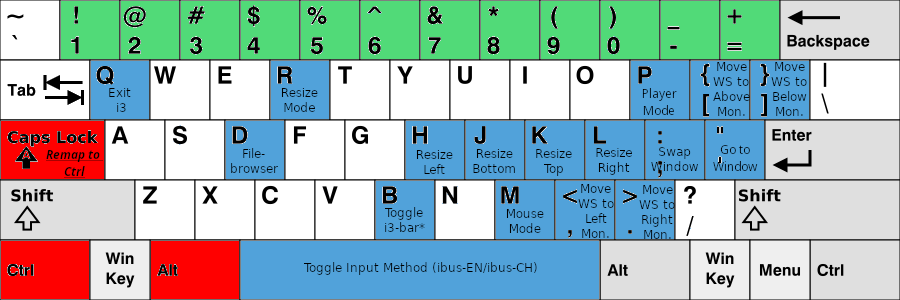 ~ ! @ # $ % ^ & * ( ) _ +
` 1 2 3 4 5 6 7 8 9 0 - = Backspace
Tab Q W E R T Y U I O P { } |
[ ] \
Exit
i3
Resize
Mode
Player
Mode
Move
WS to
Above
Mon.
Move
WS to
Below
Mon.
Caps Lock A S D F G H J K L : " Enter
; '
Remap to
Ctrl
File-
browser
Resize
Left
Resize
Bottom
Resize
Top
Resize
Right
Swap
Window
Go to
Window
Shift Z X C V B N M < > ? Shift
, . /
Toggle
i3-bar*
Mouse
Mode
Move
WS to
Left
Mon.
Move
WS to
Right
Mon.
Ctrl
Win
Key
Alt
Toggle Input Method (ibus-EN/ibus-CH)
Alt
Win
Key
Menu
Ctrl